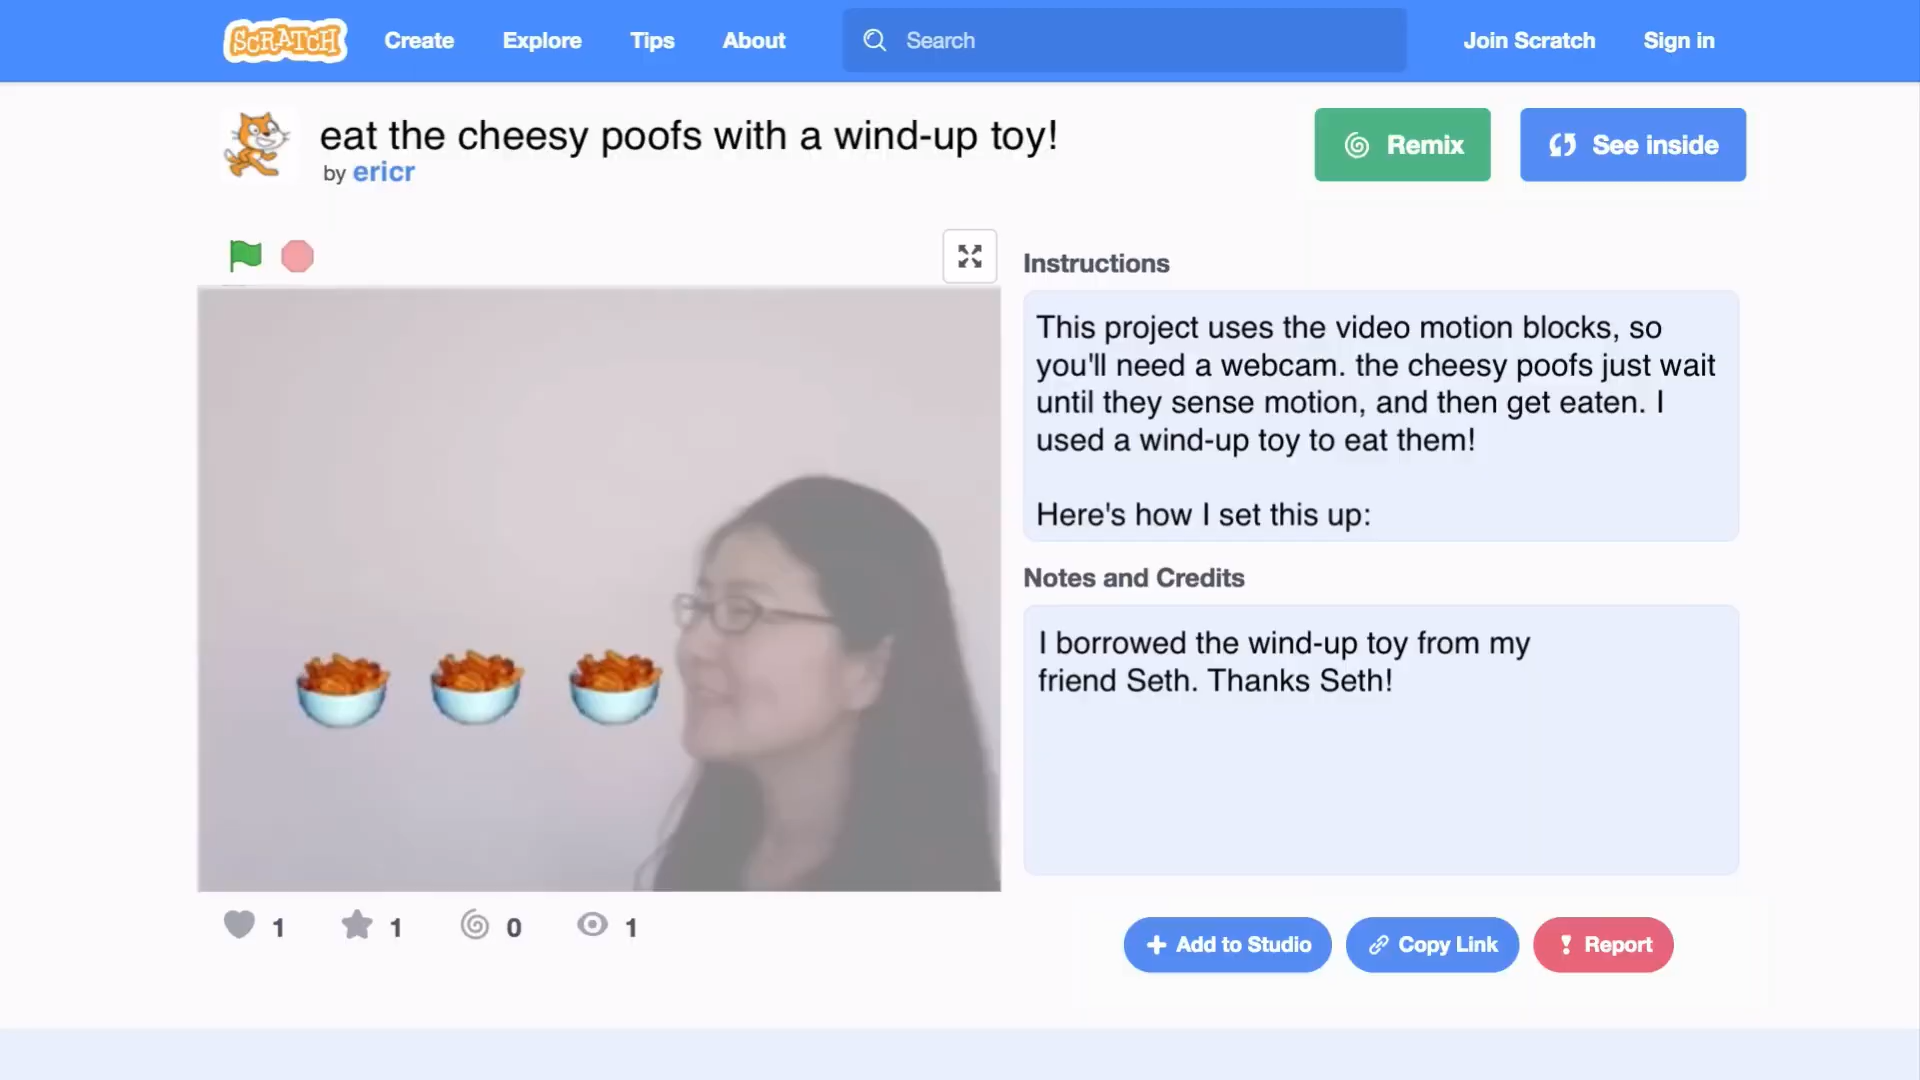 SCRATCH Create Explore Tips About Search Join Scratch Sign in
eat the cheesy poofs with a wind-up toy!
by ericr
Remix See inside
Instructions
This project uses the video motion blocks, so
you'll need a webcam. the cheesy poofs just wait
until they sense motion, and then get eaten. I
used a wind-up toy to eat them!
Here's how I set this up:
Notes and Credits
I borrowed the wind-up toy from my
friend Seth. Thanks Seth!
1 1 0 1
Add to Studio Copy Link Report